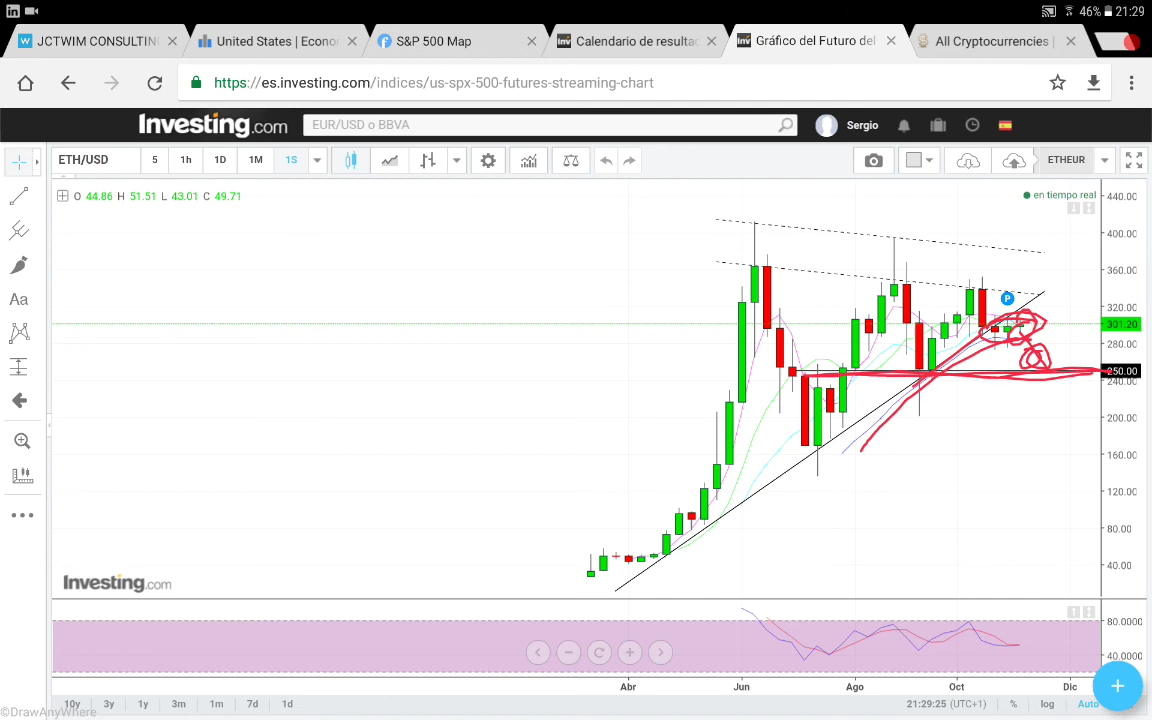 in 46% 21:29
JCTWIM CONSULTIN United States | Econo S&P 500 Map Calendario de resulta Gráfico del Futuro del All Cryptocurrencies |
https://es.investing.com/indices/us-spx-500-futures-streaming-chart
Investing.com EUR/USD o BBVA Sergio
ETH/USD 5 1h 1D 1M 1S ETHEUR
O 44.86 H 51.51 L 43.01 C 49.71 en tiempo real
440.00
400.00
360.00
P
320.00
301.20
280.00
250.00
240.00
200.00
160.00
120.00
80.00
40.00
Aa
Investing.com
80.0000
40.0000
Abr Jun Ago Oct Dic
10y 3y 1y 3m 1m 7d 1d 21:29:25 (UTC+1) % log Auto
©DrawAnyWhere